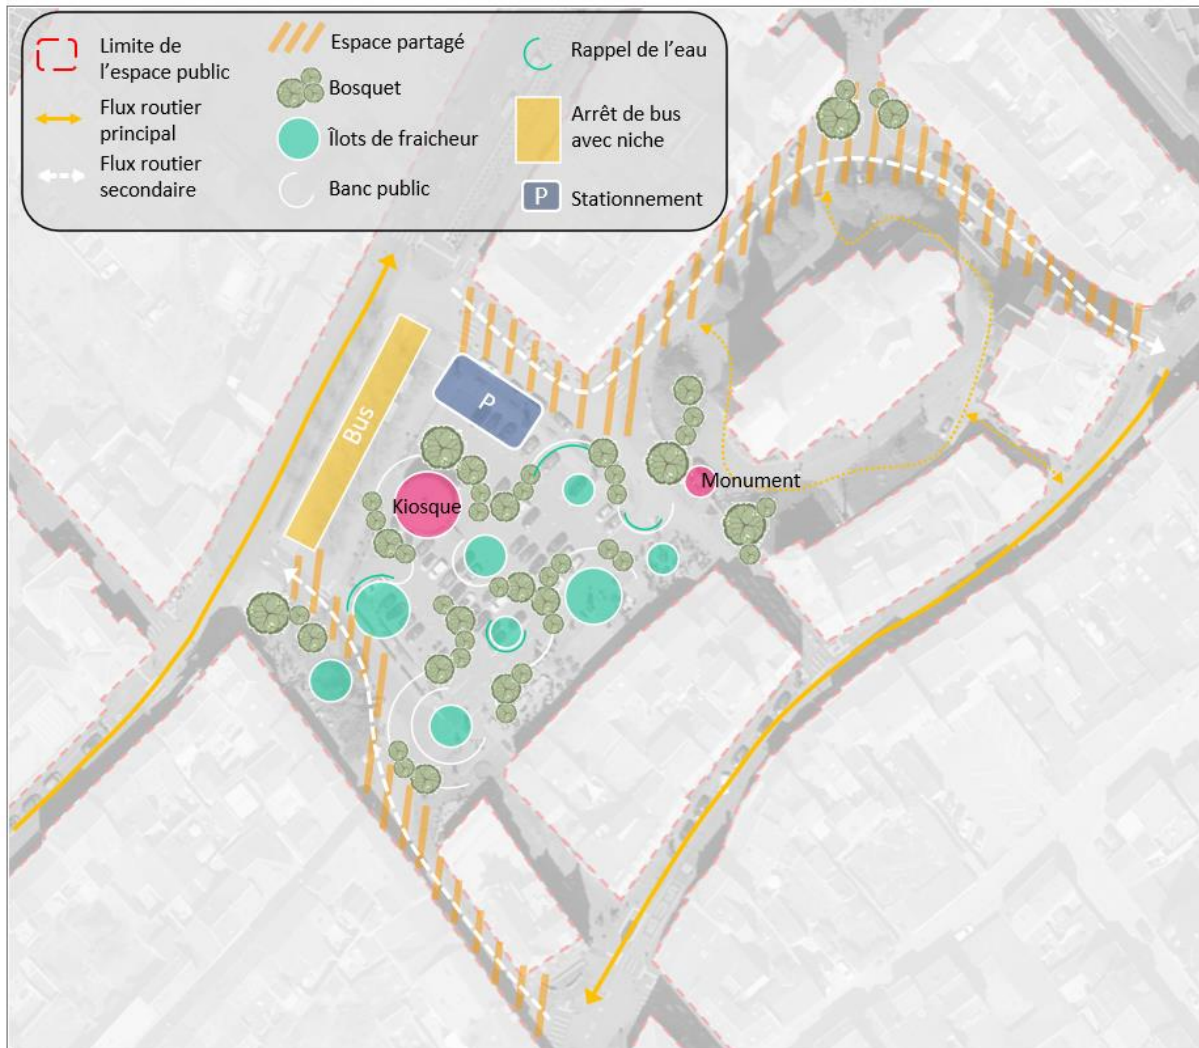 Limite de
l'espace public
Flux routier
principal
Flux routier
secondaire
Espace partagé
Bosquet
Îlots de fraicheur
Banc public
Rappel de l'eau
Arrêt de bus
avec niche
P
Stationnement
Bus
P
Kiosque
Monument